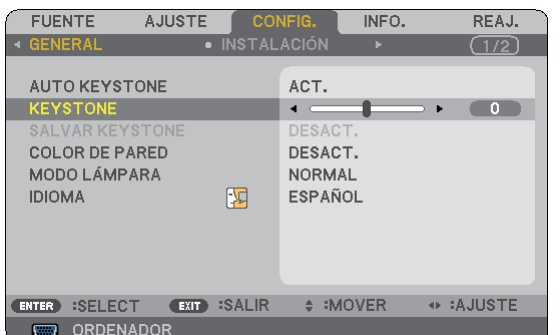 FUENTE AJUSTE CONFIG. INFO. REAJ.
GENERAL INSTALACIÓN 1/2
AUTO KEYSTONE ACT.
KEYSTONE 0
SALVAR KEYSTONE DESACT.
COLOR DE PARED DESACT.
MODO LÁMPARA NORMAL
IDIOMA ESPAÑOL
ENTER :SELECT EXIT :SALIR :MOVER :AJUSTE
ORDENADOR